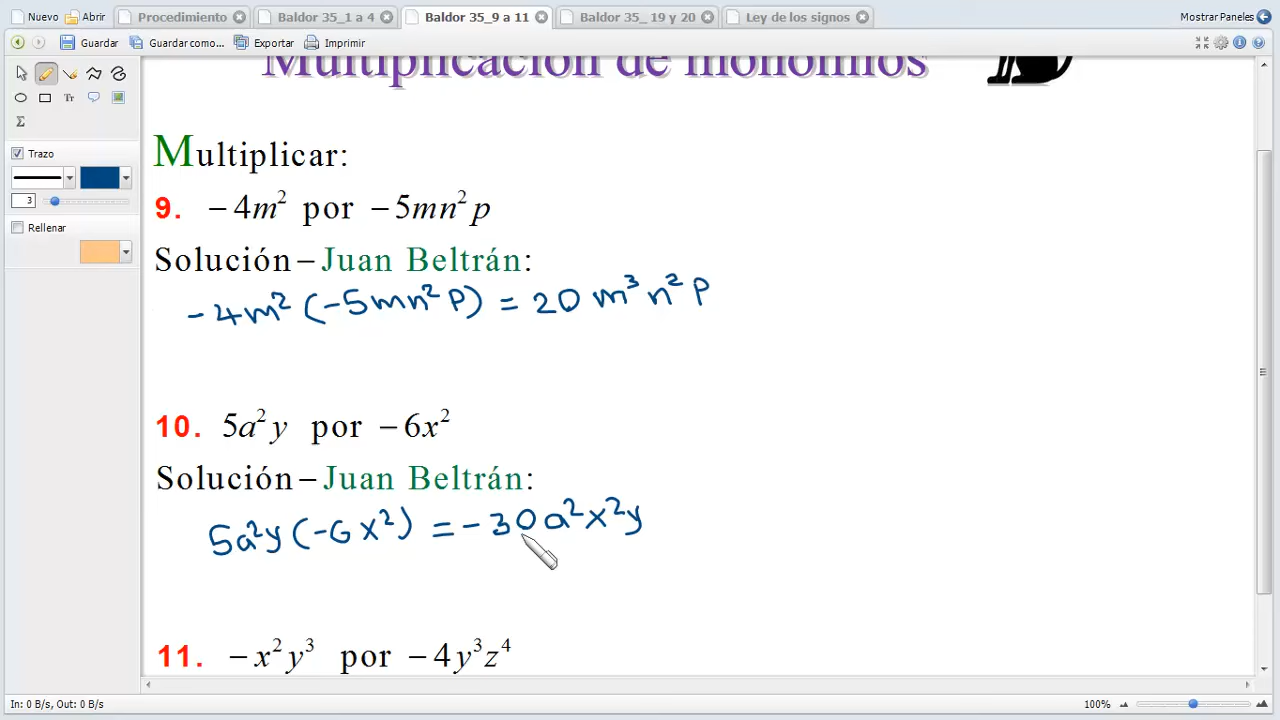 Nuevo Abrir Procedimiento Baldor 35_1 a 4 Baldor 35_9 a 11 Baldor 35_ 19 y 20 Ley de los signos Mostrar Paneles
Guardar Guardar como... Exportar Imprimir
Multiplicación de monomios
Tr
Σ
Trazo
3
Rellenar
Multiplicar:
9. −4m² por −5mn²p
Solución−Juan Beltrán:
-4m² (-5mn²p) = 20 m³ n² p
10. 5a²y por −6x²
Solución−Juan Beltrán:
5a²y (-6x²) = -30a²x²y
11. −x²y³ por −4y³z⁴
In: 0 B/s, Out: 0 B/s 100%